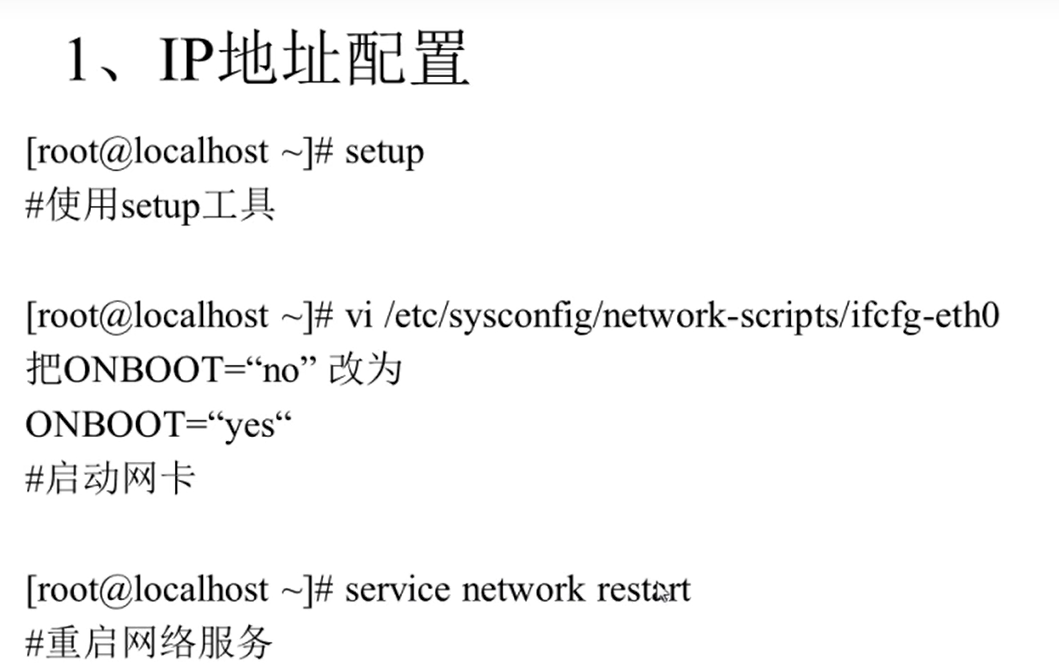 1、IP地址配置
[root@localhost ~]# setup
#使用setup工具
[root@localhost ~]# vi /etc/sysconfig/network-scripts/ifcfg-eth0
把ONBOOT=“no” 改为
ONBOOT=“yes“
#启动网卡
[root@localhost ~]# service network restart
#重启网络服务